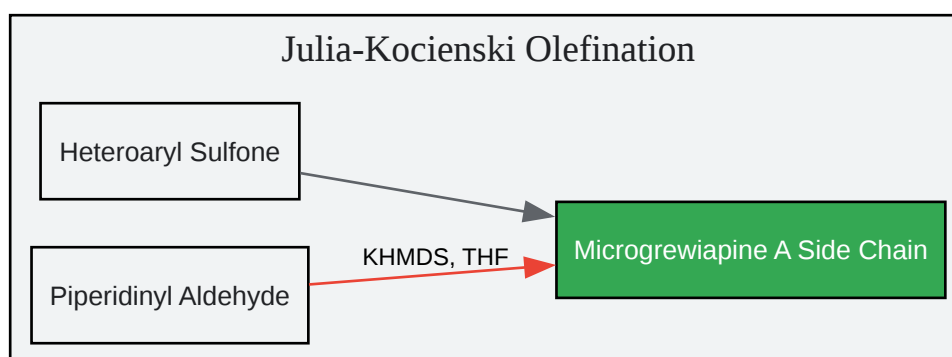 Julia-Kocienski Olefination
Heteroaryl Sulfone
KHMDS, THF
Microgrewiapine A Side Chain
Piperidinyl Aldehyde